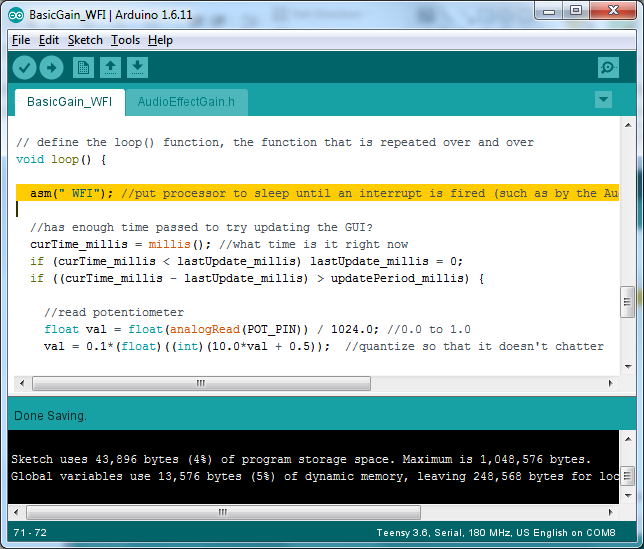 BasicGain_WFI | Arduino 1.6.11
File Edit Sketch Tools Help
BasicGain_WFI AudioEffectGain.h
// define the loop() function, the function that is repeated over and over
void loop() {
asm(" WFI"); //put processor to sleep until an interrupt is fired (such as by the Au
//has enough time passed to try updating the GUI?
curTime_millis = millis(); //what time is it right now
if (curTime_millis < lastUpdate_millis) lastUpdate_millis = 0;
if ((curTime_millis - lastUpdate_millis) > updatePeriod_millis) {
//read potentiometer
float val = float(analogRead(POT_PIN)) / 1024.0; //0.0 to 1.0
val = 0.1*(float)((int)(10.0*val + 0.5)); //quantize so that it doesn't chatter
Done Saving.
Sketch uses 43,896 bytes (4%) of program storage space. Maximum is 1,048,576 bytes.
Global variables use 13,576 bytes (5%) of dynamic memory, leaving 248,568 bytes for loc
71 - 72 Teensy 3.6, Serial, 180 MHz, US English on COM8